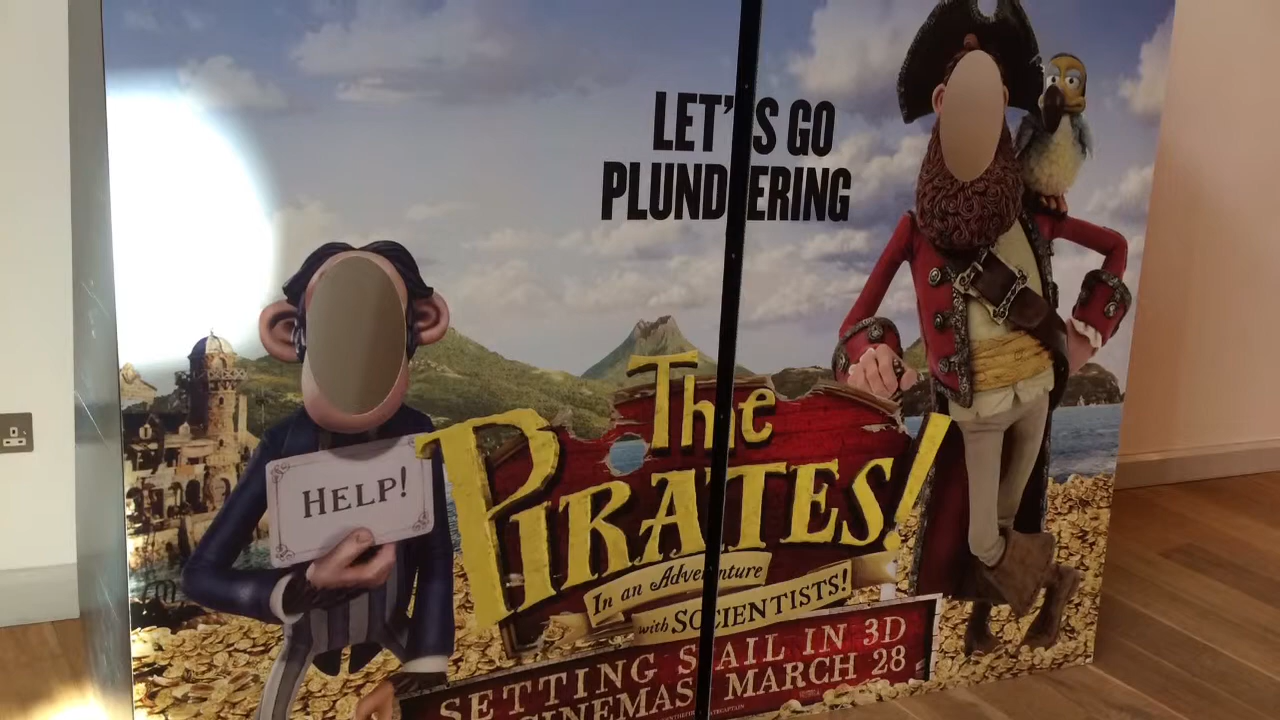 LET'S GO
PLUNDERING
HELP!
The
PIRATES!
In an Adventure
with SCIENTISTS!
SETTING SAIL IN 3D
CINEMAS MARCH 28